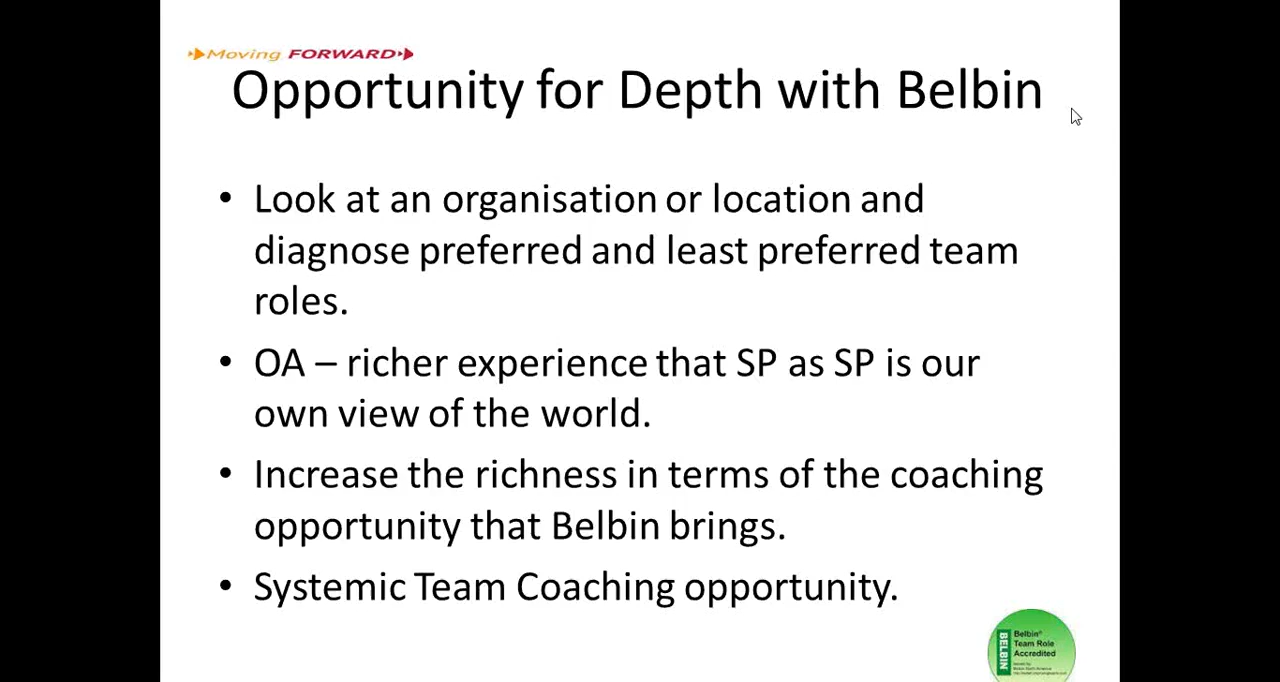 Moving FORWARD
Opportunity for Depth with Belbin
• Look at an organisation or location and
diagnose preferred and least preferred team
roles.
• OA – richer experience that SP as SP is our
own view of the world.
• Increase the richness in terms of the coaching
opportunity that Belbin brings.
• Systemic Team Coaching opportunity.
BELBIN
Belbin®
Team Role
Accredited